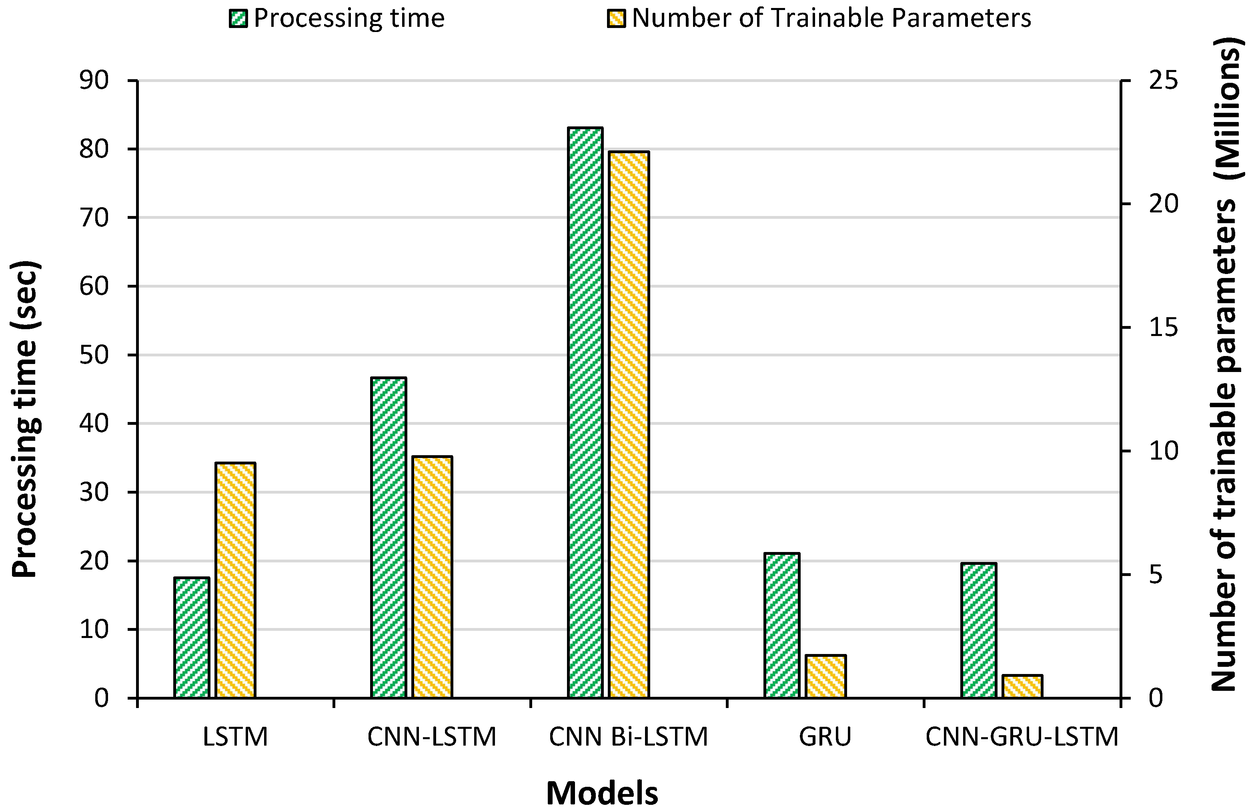 Processing time
Number of Trainable Parameters
Processing time (sec)
90
80
70
60
50
40
30
20
10
0
25
20
15
10
5
0
Number of trainable parameters (Millions)
LSTM
CNN-LSTM
CNN Bi-LSTM
GRU
CNN-GRU-LSTM
Models